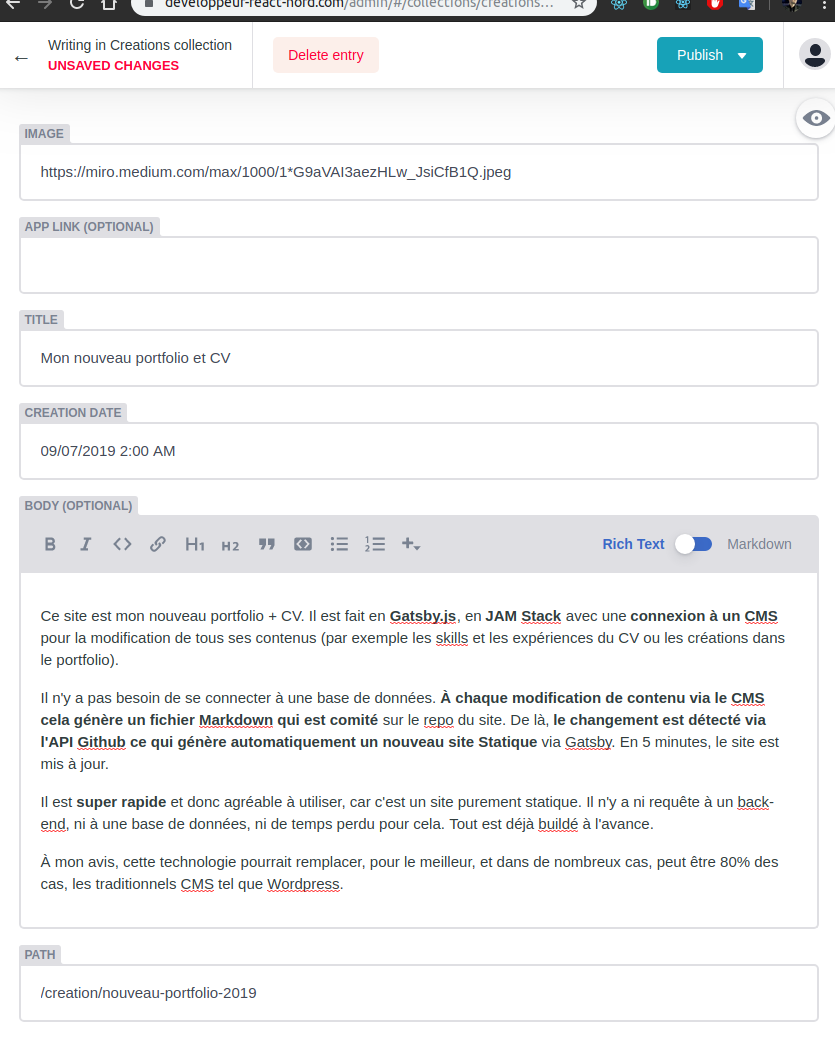 developpeur-react-nord.com/admin/#/collections/creations...
Writing in Creations collection
UNSAVED CHANGES
Delete entry
Publish
IMAGE
https://miro.medium.com/max/1000/1*G9aVAI3aezHLw_JsiCfB1Q.jpeg
APP LINK (OPTIONAL)
TITLE
Mon nouveau portfolio et CV
CREATION DATE
09/07/2019 2:00 AM
BODY (OPTIONAL)
B I H1 H2 Rich Text Markdown
Ce site est mon nouveau portfolio + CV. Il est fait en Gatsby.js, en JAM Stack avec une connexion à un CMS
pour la modification de tous ses contenus (par exemple les skills et les expériences du CV ou les créations dans
le portfolio).
Il n'y a pas besoin de se connecter à une base de données. À chaque modification de contenu via le CMS
cela génère un fichier Markdown qui est comité sur le repo du site. De là, le changement est détecté via
l'API Github ce qui génère automatiquement un nouveau site Statique via Gatsby. En 5 minutes, le site est
mis à jour.
Il est super rapide et donc agréable à utiliser, car c'est un site purement statique. Il n'y a ni requête à un back-
end, ni à une base de données, ni de temps perdu pour cela. Tout est déjà buildé à l'avance.
À mon avis, cette technologie pourrait remplacer, pour le meilleur, et dans de nombreux cas, peut être 80% des
cas, les traditionnels CMS tel que Wordpress.
PATH
/creation/nouveau-portfolio-2019